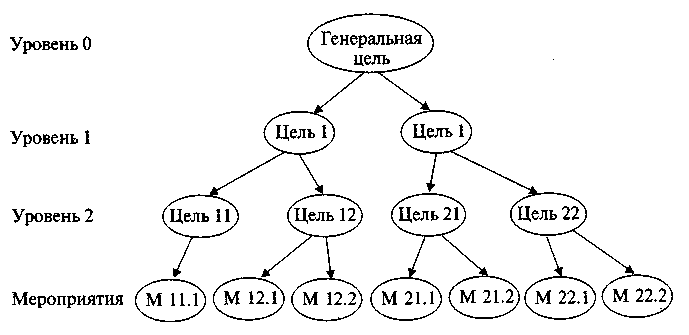 Уровень 0
Генеральная
цель
Уровень 1
Цель 1
Цель 1
Уровень 2
Цель 11
Цель 12
Цель 21
Цель 22
Мероприятия
М 11.1
М 12.1
М 12.2
М 21.1
М 21.2
М 22.1
М 22.2